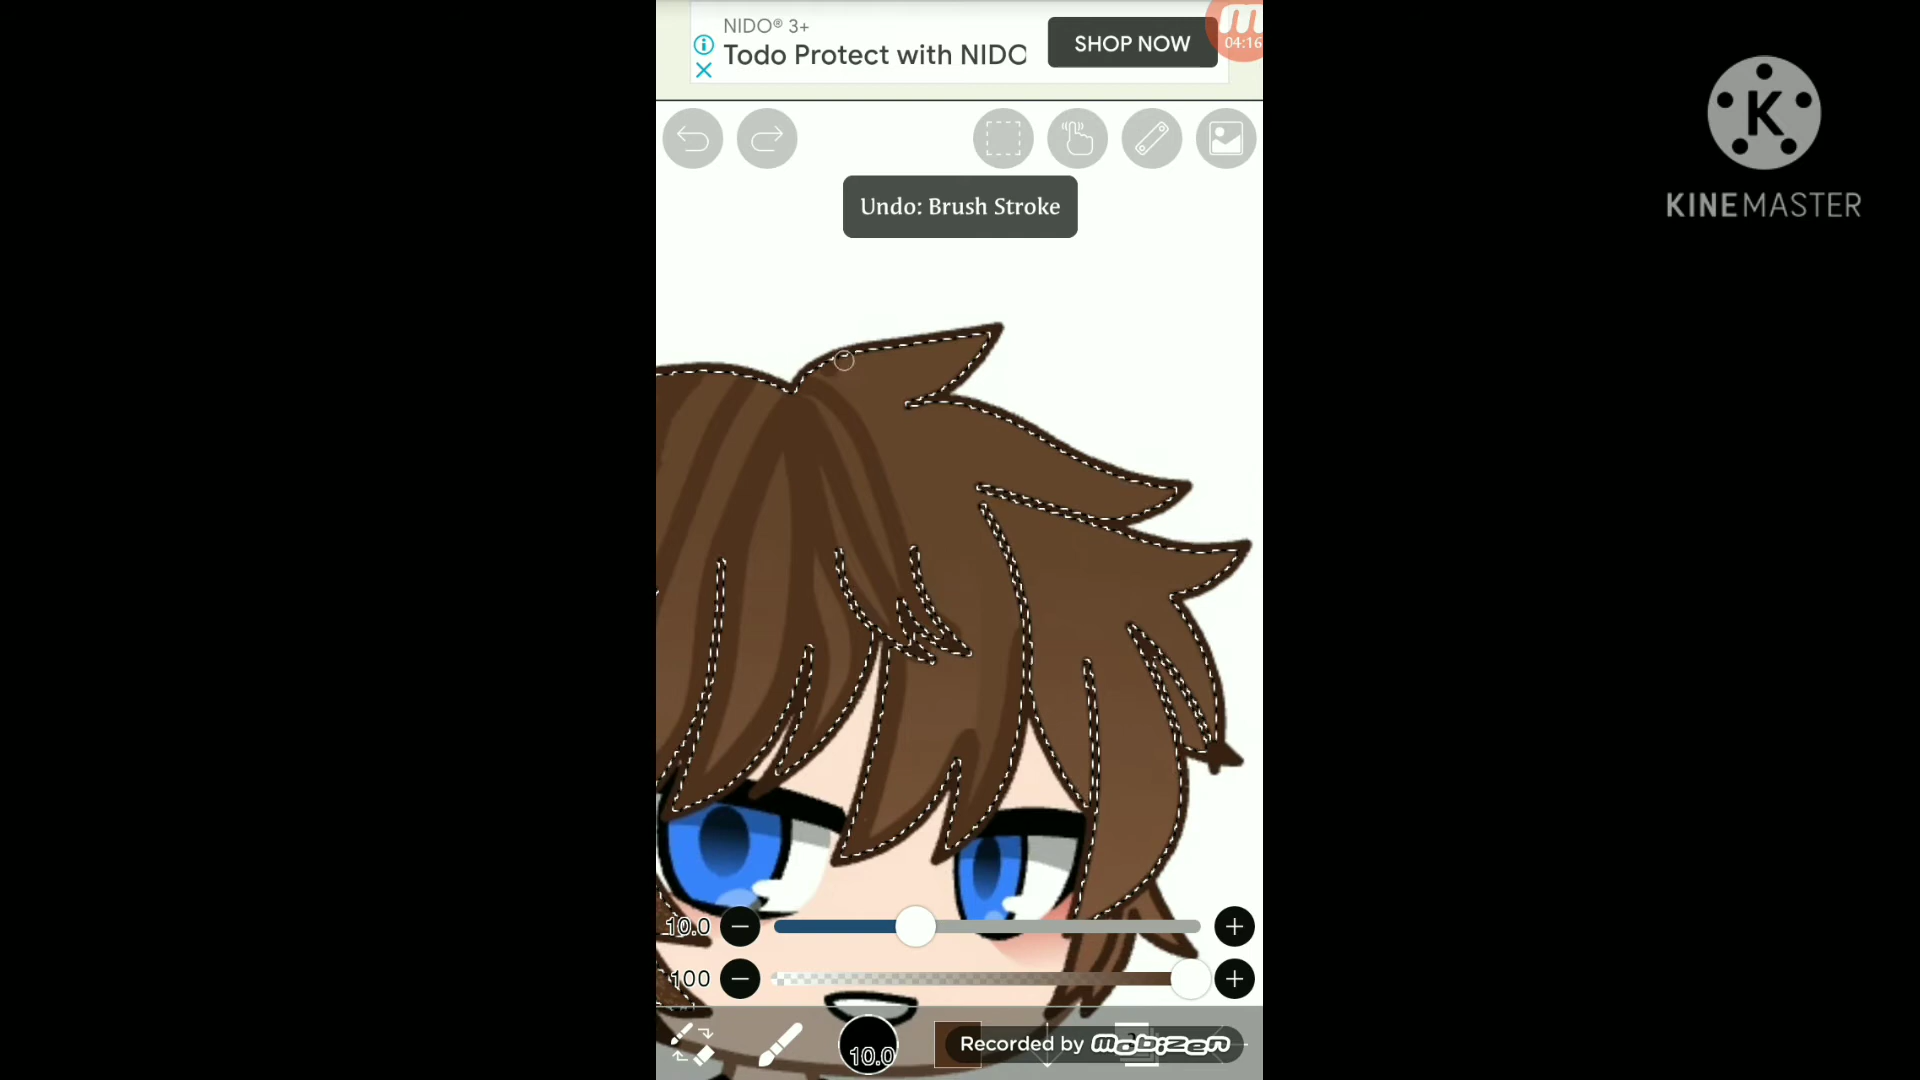 NIDO® 3+
Todo Protect with NIDO
SHOP NOW
04:16
K
KINEMASTER
Undo: Brush Stroke
10.0
100
10.0
Recorded by mobizen